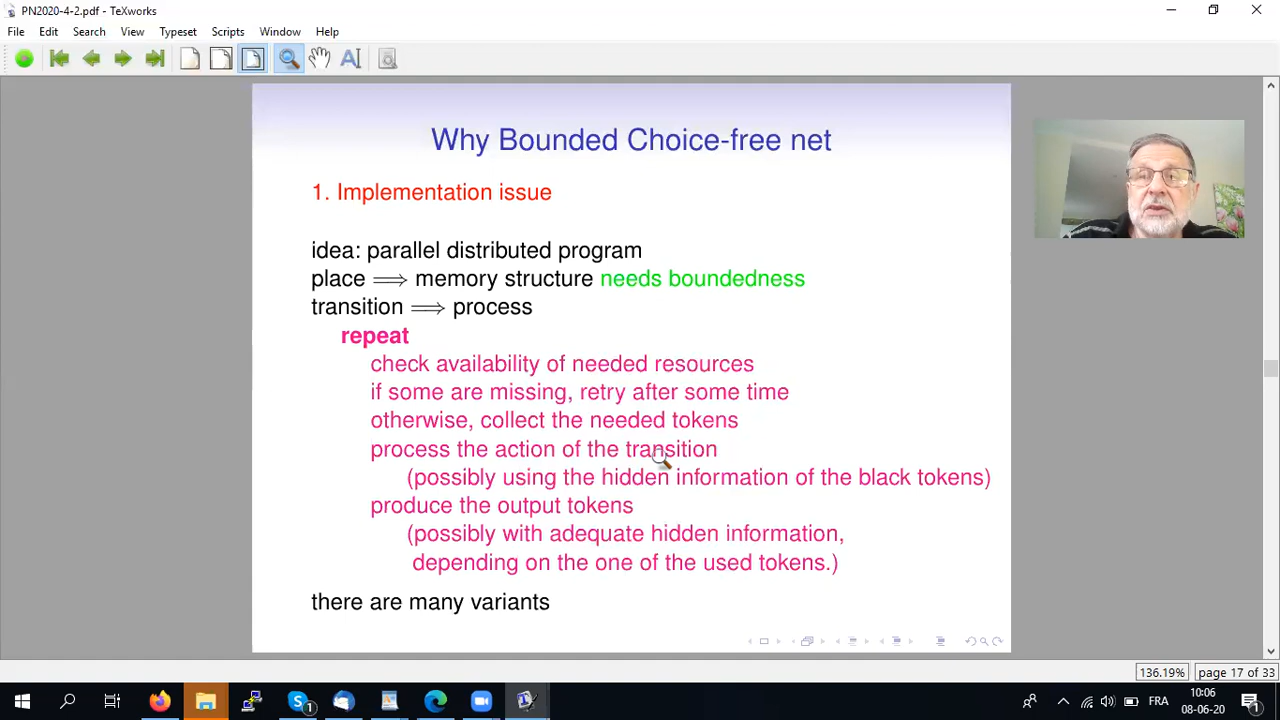 PN2020-4-2.pdf - TeXworks
File Edit Search View Typeset Scripts Window Help
Why Bounded Choice-free net
1. Implementation issue
idea: parallel distributed program
place ⟹ memory structure needs boundedness
transition ⟹ process
repeat
check availability of needed resources
if some are missing, retry after some time
otherwise, collect the needed tokens
process the action of the transition
(possibly using the hidden information of the black tokens)
produce the output tokens
(possibly with adequate hidden information,
depending on the one of the used tokens.)
there are many variants
136.19% page 17 of 33
FRA
10:06
08-06-20